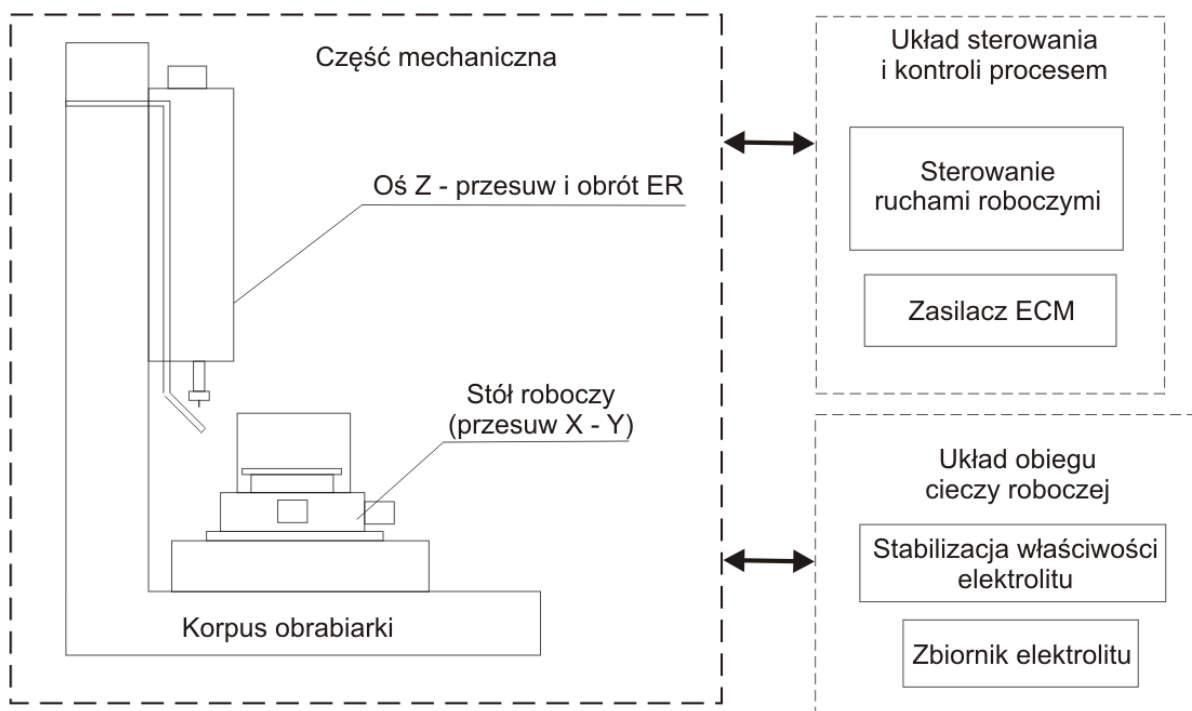 Część mechaniczna
Oś Z - przesuw i obrót ER
Stół roboczy
(przesuw X - Y)
Korpus obrabiarki
Układ sterowania
i kontroli procesem
Sterowanie
ruchami roboczymi
Zasilacz ECM
Układ obiegu
cieczy roboczej
Stabilizacja właściwości
elektrolitu
Zbiornik elektrolitu